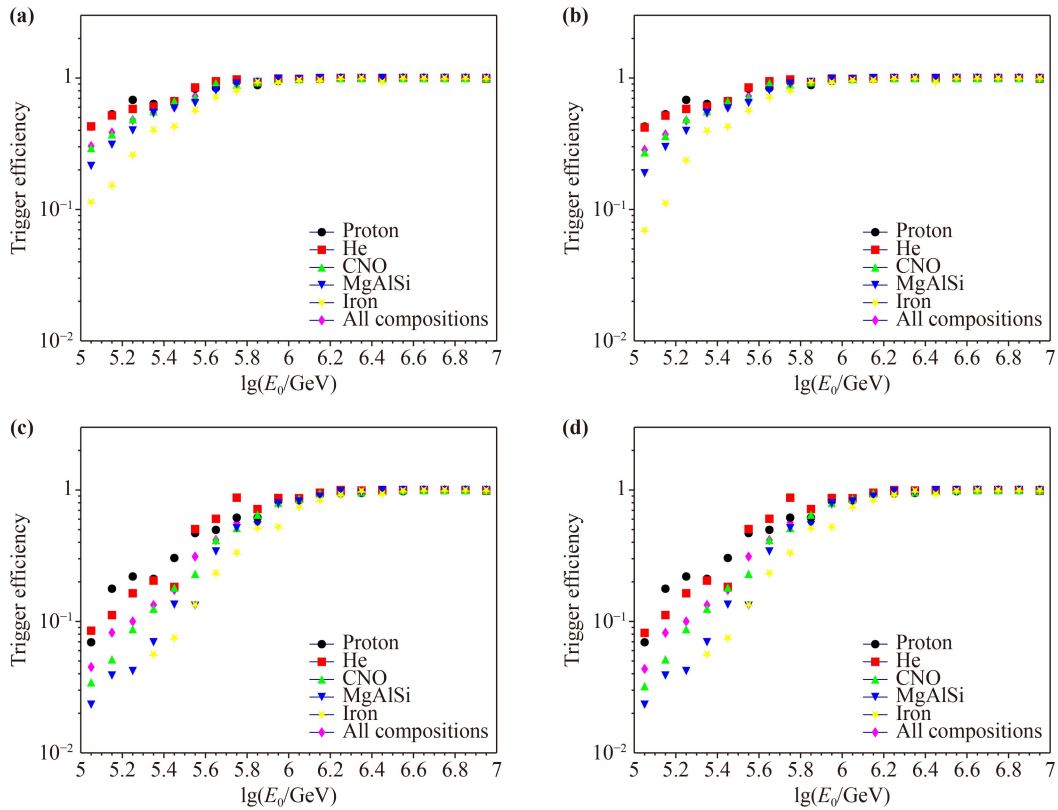 (a)
1
10⁻¹
10⁻²
Trigger efficiency
Proton
He
CNO
MgAlSi
Iron
All compositions
5 5.2 5.4 5.6 5.8 6 6.2 6.4 6.6 6.8 7
lg(E₀/GeV)
(b)
1
10⁻¹
10⁻²
Trigger efficiency
Proton
He
CNO
MgAlSi
Iron
All compositions
5 5.2 5.4 5.6 5.8 6 6.2 6.4 6.6 6.8 7
lg(E₀/GeV)
(c)
1
10⁻¹
10⁻²
Trigger efficiency
Proton
He
CNO
MgAlSi
Iron
All compositions
5 5.2 5.4 5.6 5.8 6 6.2 6.4 6.6 6.8 7
lg(E₀/GeV)
(d)
1
10⁻¹
10⁻²
Trigger efficiency
Proton
He
CNO
MgAlSi
Iron
All compositions
5 5.2 5.4 5.6 5.8 6 6.2 6.4 6.6 6.8 7
lg(E₀/GeV)